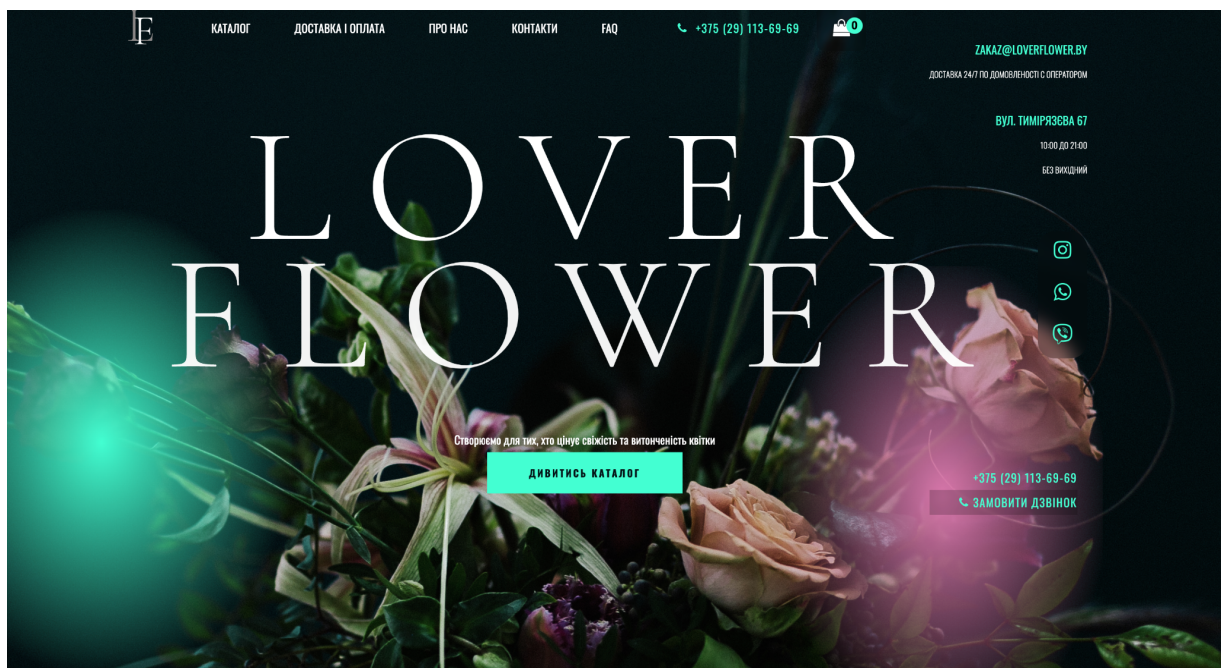 LF
КАТАЛОГ
ДОСТАВКА І ОПЛАТА
ПРО НАС
КОНТАКТИ
FAQ
+375 (29) 113-69-69
0
ZAKAZ@LOVERFLOWER.BY
ДОСТАВКА 24/7 ПО ДОМОВЛЕНОСТІ С ОПЕРАТОРОМ
ВУЛ. ТИМІРЯЗЄВА 67
10:00 ДО 21:00
БЕЗ ВИХІДНИЙ
LOVER
FLOWER
Створюємо для тих, хто цінує свіжість та витонченість квітки
ДИВИТИСЬ КАТАЛОГ
+375 (29) 113-69-69
ЗАМОВИТИ ДЗВІНОК